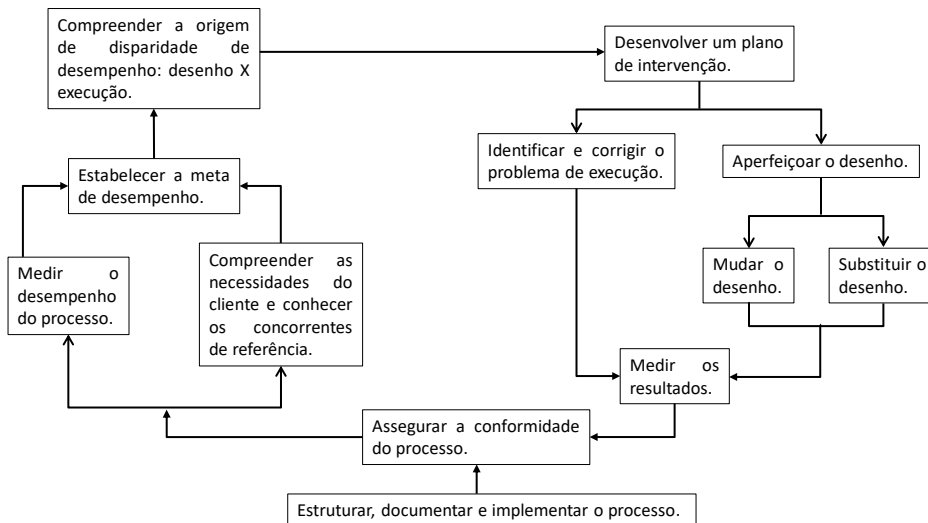 Compreender a origem
de disparidade de
desempenho: desenho X
execução.
Desenvolver um plano
de intervenção.
Identificar e corrigir o
problema de execução.
Aperfeiçoar o desenho.
Estabelecer a meta
de desempenho.
Medir o
desempenho
do processo.
Compreender as
necessidades do
cliente e conhecer
os concorrentes
de referência.
Mudar o
desenho.
Substituir o
desenho.
Medir os
resultados.
Assegurar a conformidade
do processo.
Estruturar, documentar e implementar o processo.